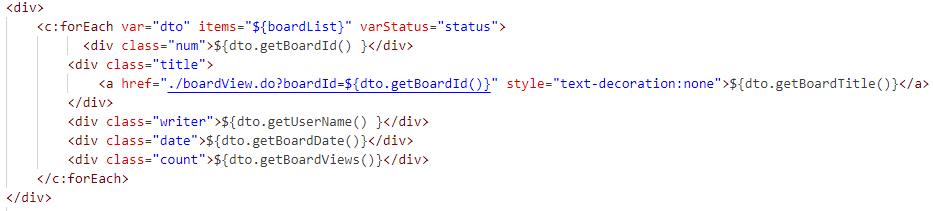 <div>
<c:forEach var="dto" items="${boardList}" varStatus="status">
<div class="num">${dto.getBoardId() }</div>
<div class="title">
<a href="./boardView.do?boardId=${dto.getBoardId()}" style="text-decoration:none">${dto.getBoardTitle()}</a>
</div>
<div class="writer">${dto.getUserName() }</div>
<div class="date">${dto.getBoardDate()}</div>
<div class="count">${dto.getBoardViews()}</div>
</c:forEach>
</div>